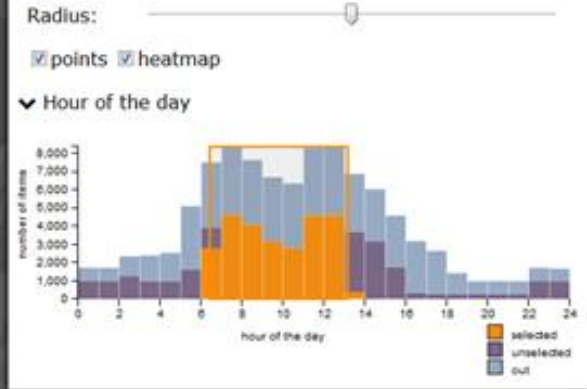 Radius:
points heatmap
Hour of the day
number of items
8,000
7,000
6,000
5,000
4,000
3,000
2,000
1,000
0
0 2 4 6 8 10 12 14 16 18 20 22 24
hour of the day
selected
unselected
out